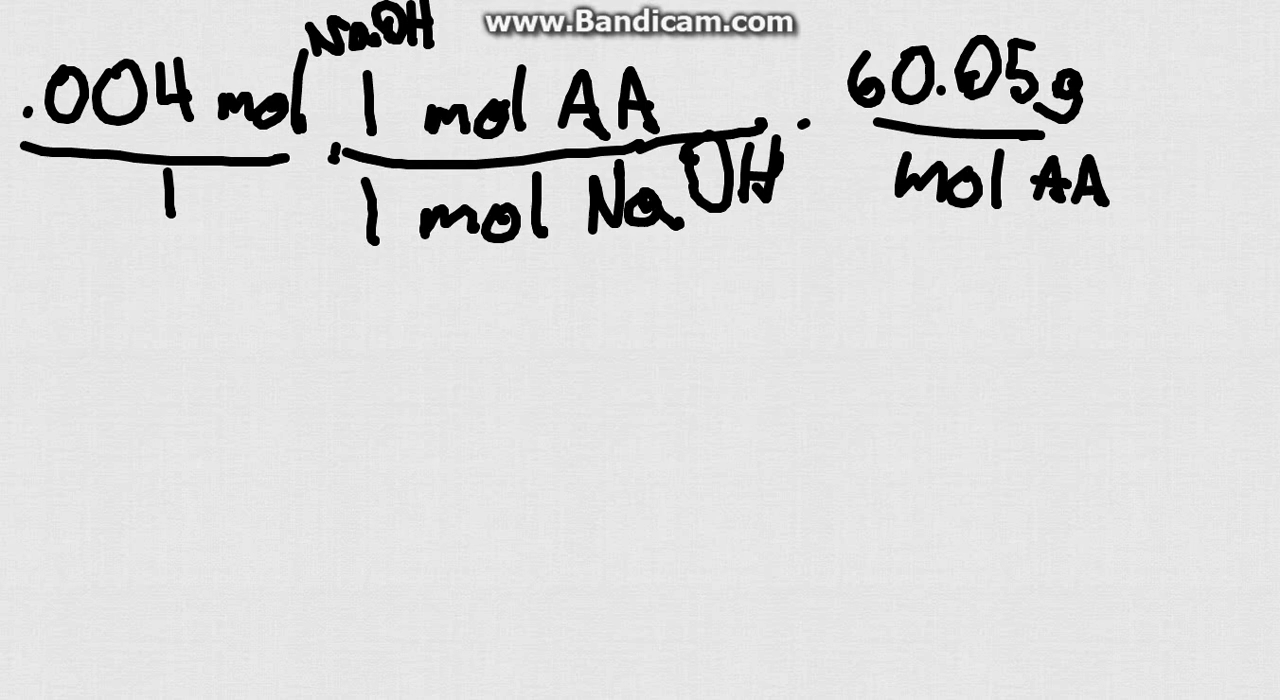 www.Bandicam.com
.004 mol NaOH . 1 mol AA . 60.05g
1 1 mol NaOH mol AA